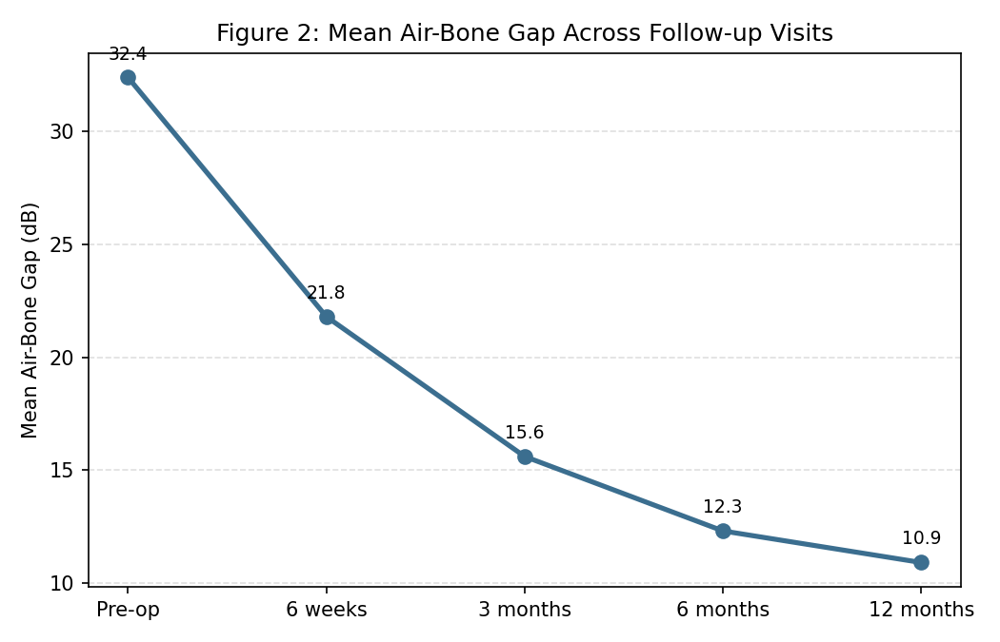 Figure 2: Mean Air-Bone Gap Across Follow-up Visits
Mean Air-Bone Gap (dB)
30
25
20
15
10
32.4
21.8
15.6
12.3
10.9
Pre-op
6 weeks
3 months
6 months
12 months